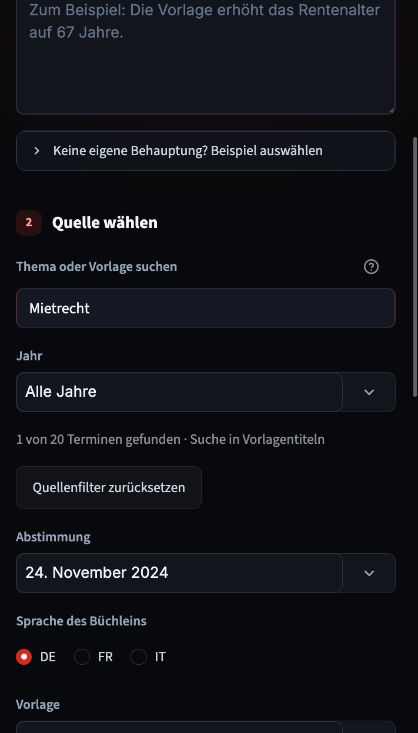 Zum Beispiel: Die Vorlage erhöht das Rentenalter
auf 67 Jahre.
Keine eigene Behauptung? Beispiel auswählen
2 Quelle wählen
Thema oder Vorlage suchen ?
Mietrecht
Jahr
Alle Jahre
1 von 20 Terminen gefunden · Suche in Vorlagentiteln
Quellenfilter zurücksetzen
Abstimmung
24. November 2024
Sprache des Büchleins
DE FR IT
Vorlage